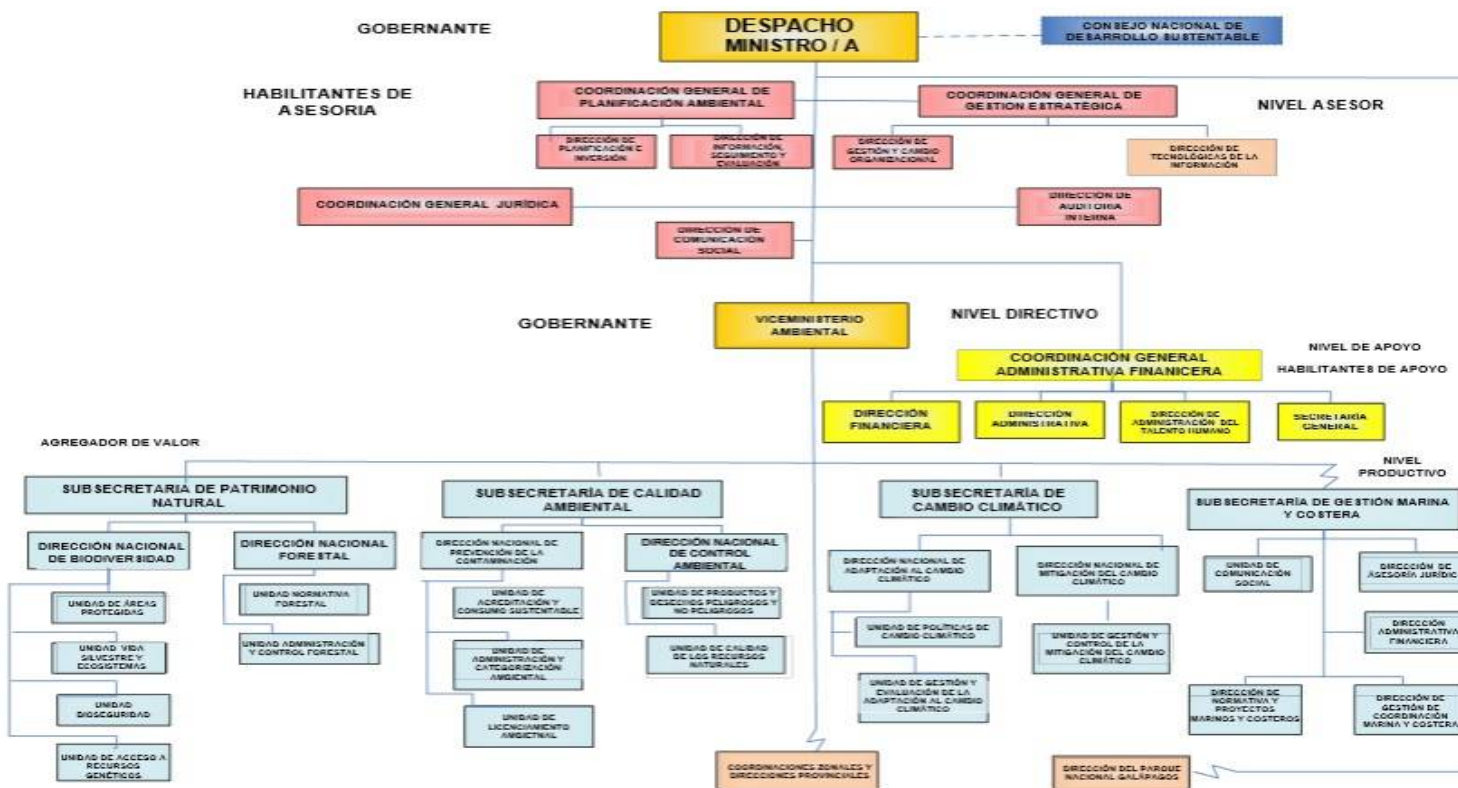 GOBERNANTE
DESPACHO
MINISTRO / A
CONSEJO NACIONAL DE
DESARROLLO SUSTENTABLE
HABILITANTES DE
ASESORIA
COORDINACIÓN GENERAL DE
PLANIFICACIÓN AMBIENTAL
COORDINACIÓN GENERAL DE
GESTION ESTRATÉGICA
NIVEL ASESOR
DIRECCIÓN DE
PLANIFICACIÓN E
INVERSIÓN
DIRECCIÓN DE
INFORMACIÓN,
SEGUIMIENTO Y
EVALUACIÓN
DIRECCIÓN DE
GESTIÓN Y CAMBIO
ORGANIZACIONAL
DIRECCIÓN DE
TECNOLÓGICAS DE LA
INFORMACIÓN
COORDINACIÓN GENERAL JURÍDICA
DIRECCIÓN DE
AUDITORIA
INTERNA
DIRECCIÓN DE
COMUNICACIÓN
SOCIAL
GOBERNANTE
VICEMINISTERIO
AMBIENTAL
NIVEL DIRECTIVO
COORDINACIÓN GENERAL
ADMINISTRATIVA FINANICERA
NIVEL DE APOYO
HABILITANTES DE APOYO
DIRECCIÓN
FINANCIERA
DIRECCIÓN
ADMINISTRATIVA
DIRECCIÓN DE
ADMINISTRACIÓN DEL
TALENTO HUMANO
SECRETARÍA
GENERAL
AGREGADOR DE VALOR
NIVEL
PRODUCTIVO
SUBSECRETARIA DE PATRIMONIO
NATURAL
SUBSECRETARÍA DE CALIDAD
AMBIENTAL
SUBSECRETARÍA DE
CAMBIO CLIMÁTICO
SUBSECRETARÍA DE GESTIÓN MARINA
Y COSTERA
DIRECCIÓN NACIONAL
DE BIODIVERSIDAD
DIRECCIÓN NACIONAL
FORESTAL
DIRECCIÓN NACIONAL DE
PREVENCIÓN DE LA
CONTAMINACIÓN
DIRECCIÓN NACIONAL
DE CONTROL
AMBIENTAL
DIRECCIÓN NACIONAL DE
ADAPTACIÓN AL CAMBIO
CLIMÁTICO
DIRECCIÓN NACIONAL DE
MITIGACIÓN DEL CAMBIO
CLIMÁTICO
UNIDAD DE
COMUNICACIÓN
SOCIAL
DIRECCIÓN DE
ASESORÍA JURÍDIC
UNIDAD DE ÁREAS
PROTEGIDAS
UNIDAD NORMATIVA
FORESTAL
UNIDAD DE
ACREDITACIÓN Y
CONSUMO SUSTENTABLE
UNIDAD DE PRODUCTOS Y
DESECHOS PELIGROSOS Y
NO PELIGROSOS
UNIDAD DE POLÍTICAS DE
CAMBIO CLIMÁTICO
UNIDAD DE GESTIÓN Y
CONTROL DE LA
MITIGACIÓN DEL CAMBIO
CLIMÁTICO
DIRECCIÓN
ADMINISTRATIVA
FINANCIERA
UNIDAD VIDA
SILVESTRE Y
ECOSISTEMAS
UNIDAD ADMINISTRACIÓN
Y CONTROL FORESTAL
UNIDAD DE
ADMINISTRACIÓN Y
CATEGORIZACIÓN
AMBIENTAL
UNIDAD DE CALIDAD
DE LOS RECURSOS
NATURALES
UNIDAD DE GESTIÓN Y
EVALUACIÓN DE LA
ADAPTACIÓN AL CAMBIO
CLIMÁTICO
DIRECCIÓN DE
NORMATIVA Y
PROYECTOS
MARINOS Y COSTEROS
DIRECCIÓN DE
GESTIÓN DE
COORDINACIÓN
MARINA Y COSTERA
UNIDAD
BIOSEGURIDAD
UNIDAD DE
LICENCIAMIENTO
AMBIETNAL
UNIDAD DE ACCESO A
RECURSOS
GENÉTICOS
COORDINACIONES ZONALES Y
DIRECCIONES PROVINCIALES
DIRECCIÓN DEL PARQUE
NACIONAL GALÁPAGOS